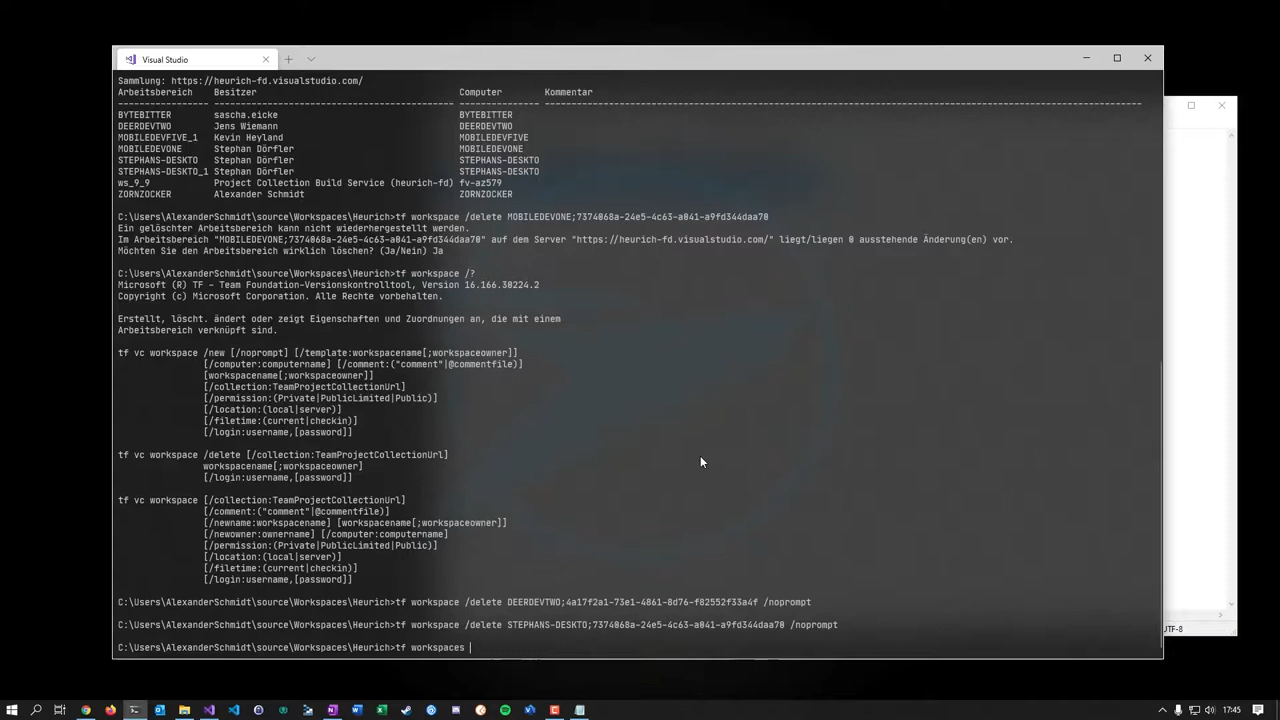 Visual Studio
Sammlung: https://heurich-fd.visualstudio.com/
Arbeitsbereich Besitzer Computer Kommentar
BYTEBITTER sascha.eicke BYTEBITTER
DEERDEVTWO Jens Wiemann DEERDEVTWO
MOBILEDEVFIVE_1 Kevin Heyland MOBILEDEVFIVE
MOBILEDEVONE Stephan Dörfler MOBILEDEVONE
STEPHANS-DESKTO Stephan Dörfler STEPHANS-DESKTO
STEPHANS-DESKTO_1 Stephan Dörfler STEPHANS-DESKTO
ws_9_9 Project Collection Build Service (heurich-fd) fv-az579
ZORNZOCKER Alexander Schmidt ZORNZOCKER
C:\Users\AlexanderSchmidt\source\Workspaces\Heurich>tf workspace /delete MOBILEDEVONE;7374068a-24e5-4c63-a041-a9fd344daa70
Ein gelöschter Arbeitsbereich kann nicht wiederhergestellt werden.
Im Arbeitsbereich "MOBILEDEVONE;7374068a-24e5-4c63-a041-a9fd344daa70" auf dem Server "https://heurich-fd.visualstudio.com/" liegt/liegen 0 ausstehende Änderung(en) vor.
Möchten Sie den Arbeitsbereich wirklich löschen? (Ja/Nein) Ja
C:\Users\AlexanderSchmidt\source\Workspaces\Heurich>tf workspace /?
Microsoft (R) TF - Team Foundation-Versionskontrolltool, Version 16.166.30224.2
Copyright (c) Microsoft Corporation. Alle Rechte vorbehalten.
Erstellt, löscht. ändert oder zeigt Eigenschaften und Zuordnungen an, die mit einem
Arbeitsbereich verknüpft sind.
tf vc workspace /new [/noprompt] [/template:workspacename[;workspaceowner]]
[/computer:computername] [/comment:("comment"|@commentfile)]
[workspacename[;workspaceowner]]
[/collection:TeamProjectCollectionUrl]
[/permission:(Private|PublicLimited|Public)]
[/location:(local|server)]
[/filetime:(current|checkin)]
[/login:username,[password]]
tf vc workspace /delete [/collection:TeamProjectCollectionUrl]
workspacename[;workspaceowner]
[/login:username,[password]]
tf vc workspace [/collection:TeamProjectCollectionUrl]
[/comment:("comment"|@commentfile)]
[/newname:workspacename] [workspacename[;workspaceowner]]
[/newowner:ownername] [/computer:computername]
[/permission:(Private|PublicLimited|Public)]
[/location:(local|server)]
[/filetime:(current|checkin)]
[/login:username,[password]]
C:\Users\AlexanderSchmidt\source\Workspaces\Heurich>tf workspace /delete DEERDEVTWO;4a17f2a1-73e1-4861-8d76-f82552f33a4f /noprompt
C:\Users\AlexanderSchmidt\source\Workspaces\Heurich>tf workspace /delete STEPHANS-DESKTO;7374068a-24e5-4c63-a041-a9fd344daa70 /noprompt
C:\Users\AlexanderSchmidt\source\Workspaces\Heurich>tf workspaces
UTF-8
17:45